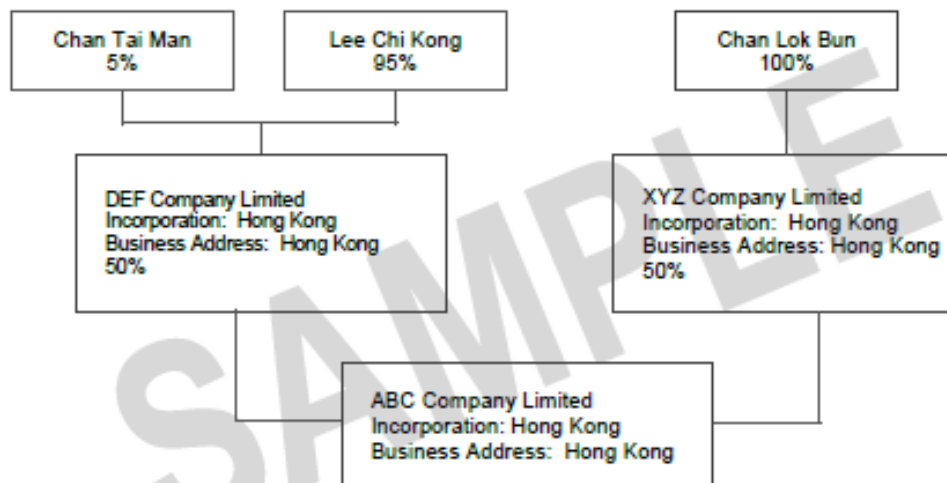 Chan Tai Man
5%
Lee Chi Kong
95%
Chan Lok Bun
100%
DEF Company Limited
Incorporation: Hong Kong
Business Address: Hong Kong
50%
XYZ Company Limited
Incorporation: Hong Kong
Business Address: Hong Kong
50%
ABC Company Limited
Incorporation: Hong Kong
Business Address: Hong Kong
SAMPLE